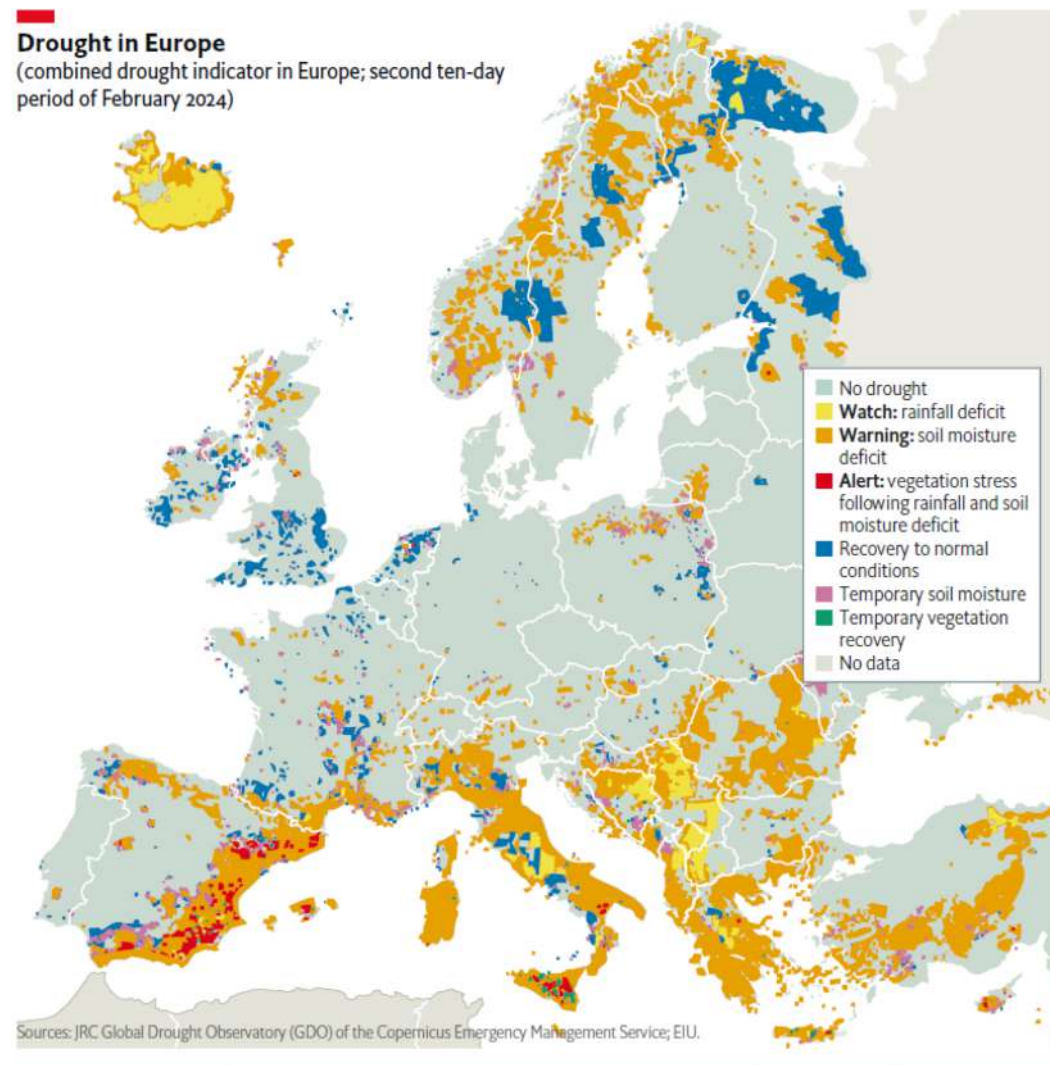 Drought in Europe
(combined drought indicator in Europe; second ten-day
period of February 2024)
No drought
Watch: rainfall deficit
Warning: soil moisture
deficit
Alert: vegetation stress
following rainfall and soil
moisture deficit
Recovery to normal
conditions
Temporary soil moisture
Temporary vegetation
recovery
No data
Sources: JRC Global Drought Observatory (GDO) of the Copernicus Emergency Management Service; EIU.